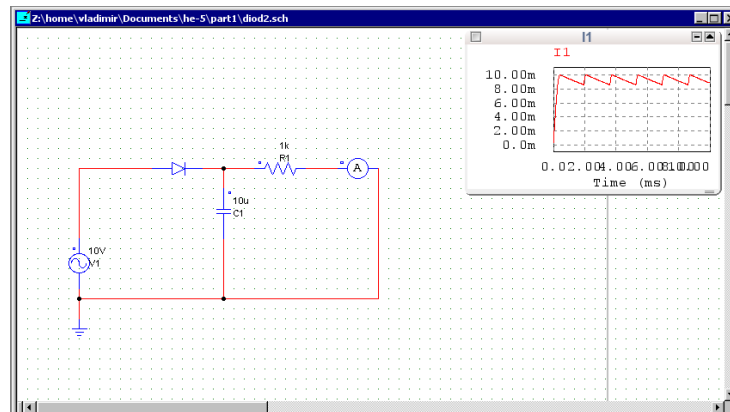 Z:\home\vladimir\Documents\he-5\part1\diod2.sch
I1
I1
10.00m
8.00m
6.00m
4.00m
2.00m
0.0m
Time (ms)
1k
R1
A
10u
C1
10V
V1